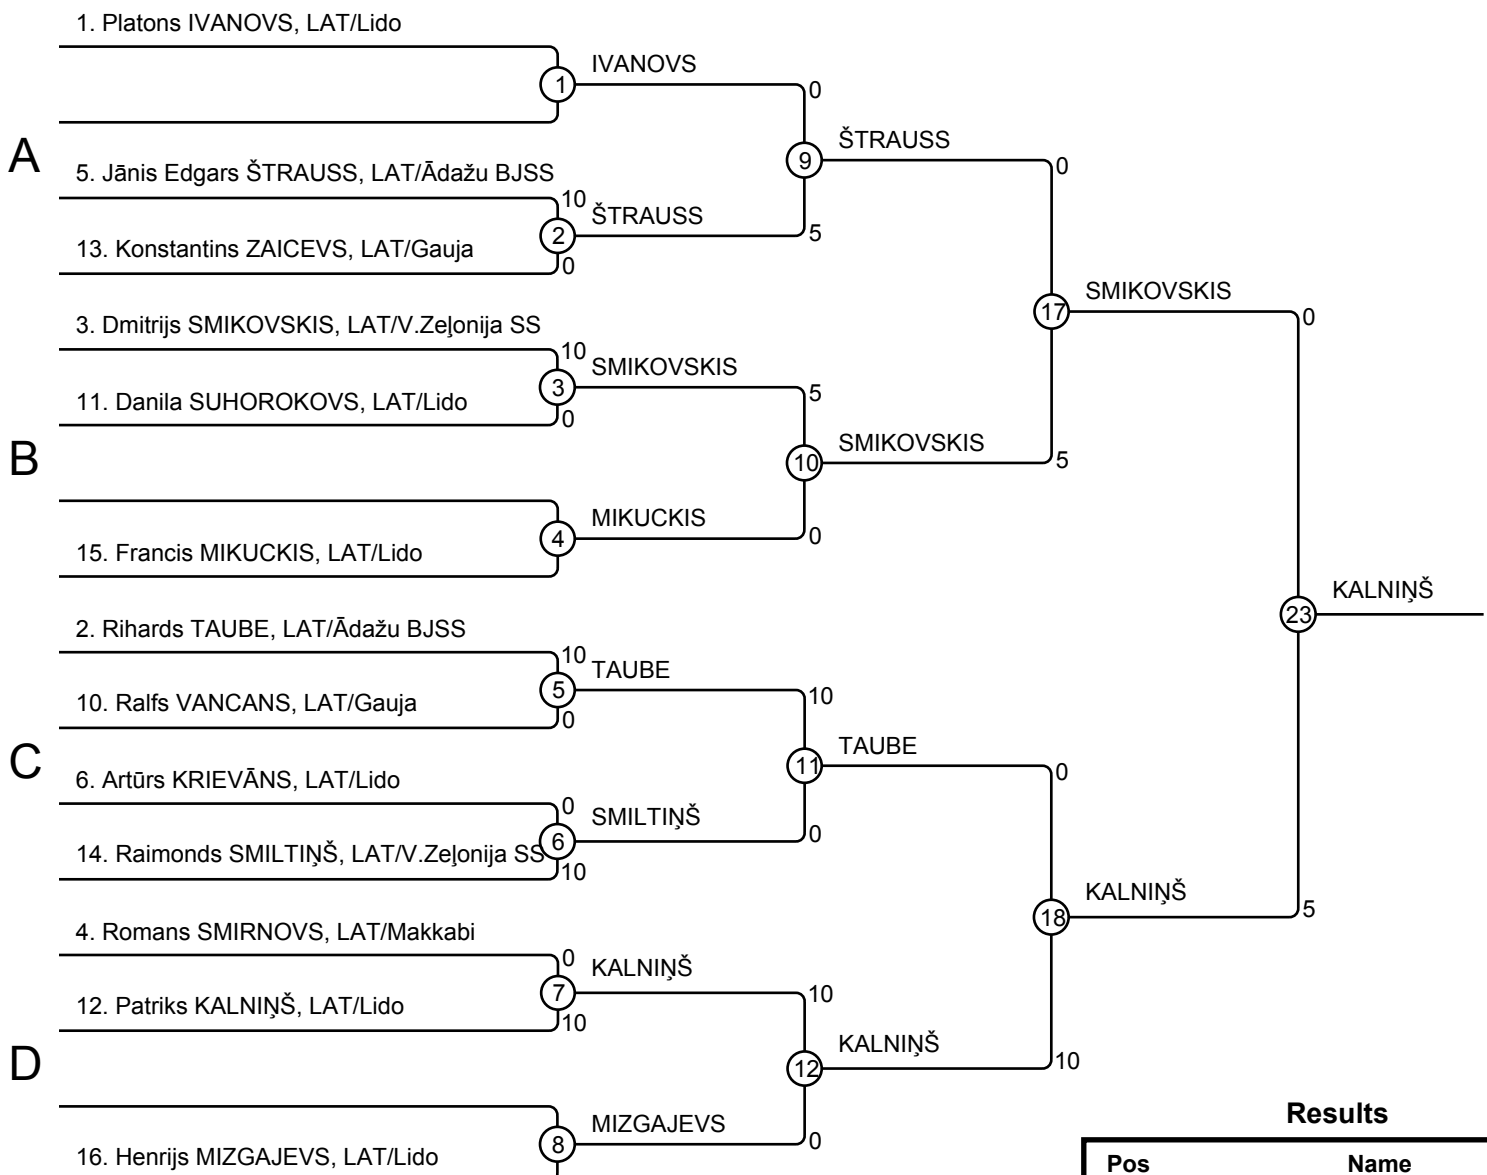 1. Platons IVANOVS, LAT/Lido
1
IVANOVS
0
A
5. Jānis Edgars ŠTRAUSS, LAT/Ādažu BJSS
9
ŠTRAUSS
0
10
2
ŠTRAUSS
5
13. Konstantins ZAICEVS, LAT/Gauja
0
3. Dmitrijs SMIKOVSKIS, LAT/V.Zeļonija SS
17
SMIKOVSKIS
0
10
3
SMIKOVSKIS
5
11. Danila SUHOROKOVS, LAT/Lido
0
B
10
SMIKOVSKIS
5
4
MIKUCKIS
0
15. Francis MIKUCKIS, LAT/Lido
23
KALNIŅŠ
2. Rihards TAUBE, LAT/Ādažu BJSS
10
5
TAUBE
10
10. Ralfs VANCANS, LAT/Gauja
0
C
11
TAUBE
0
6. Artūrs KRIEVĀNS, LAT/Lido
0
6
SMILTIŅŠ
0
14. Raimonds SMILTIŅŠ, LAT/V.Zeļonija SS
10
18
KALNIŅŠ
5
4. Romans SMIRNOVS, LAT/Makkabi
0
7
KALNIŅŠ
10
12. Patriks KALNIŅŠ, LAT/Lido
10
D
12
KALNIŅŠ
10
8
MIZGAJEVS
0
16. Henrijs MIZGAJEVS, LAT/Lido
Results
Pos Name